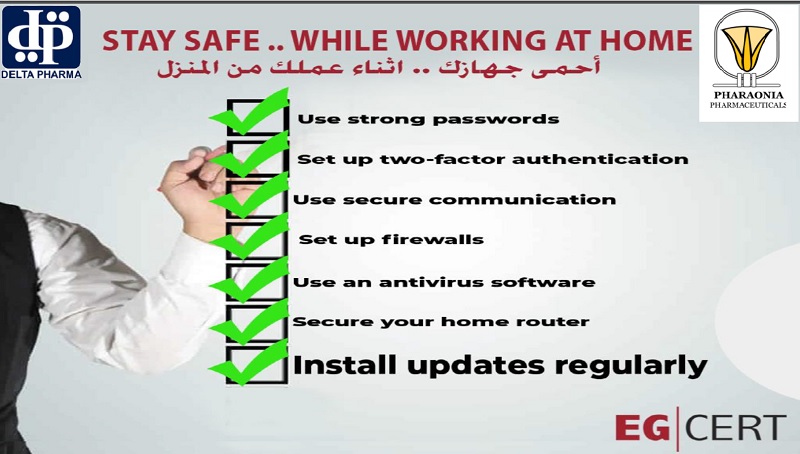 dp
DELTA PHARMA
STAY SAFE .. WHILE WORKING AT HOME
أحمى جهازك .. اثناء عملك من المنزل
PHARAONIA
PHARMACEUTICALS
Use strong passwords
Set up two-factor authentication
Use secure communication
Set up firewalls
Use an antivirus software
Secure your home router
Install updates regularly
EG|CERT